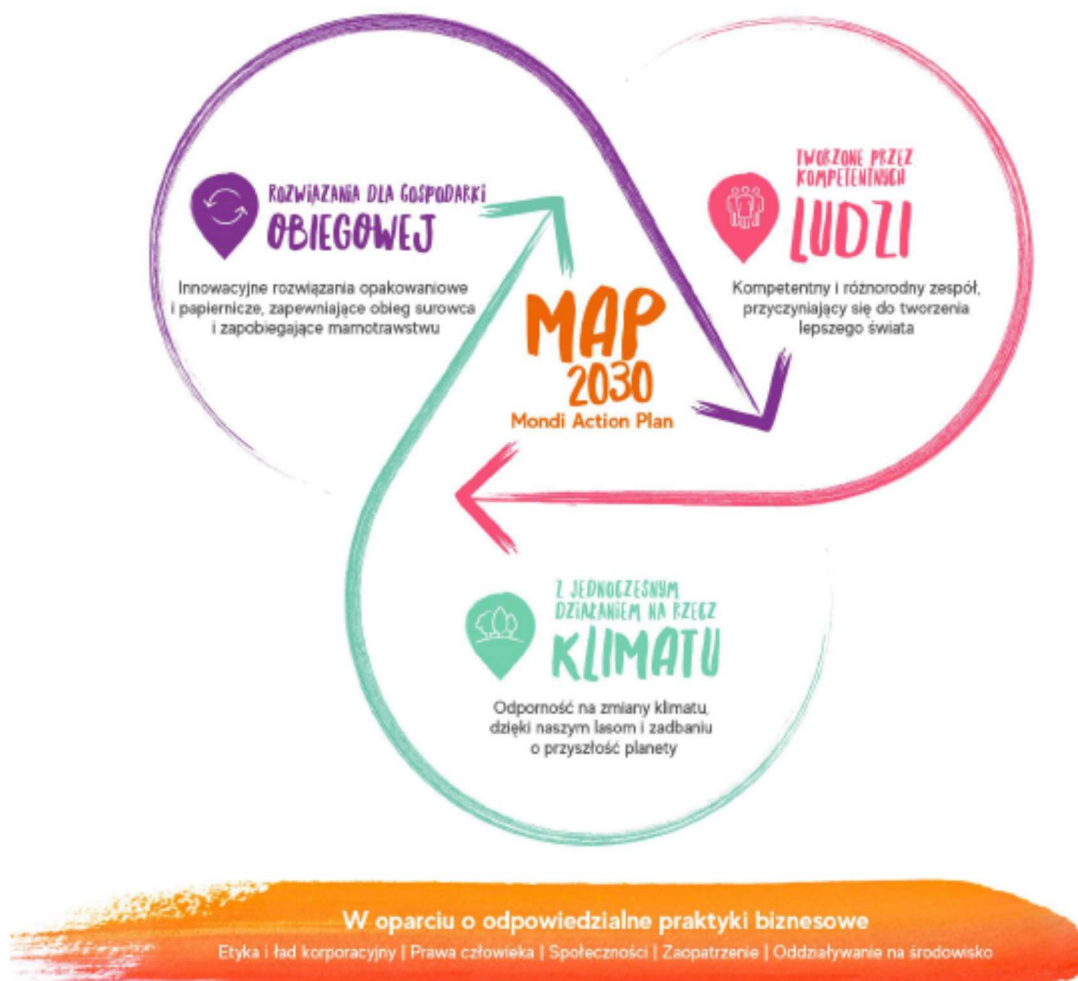 ROZWIĄZANIA DLA GOSPODARKI
OBIEGOWEJ
Innowacyjne rozwiązania opakowaniowe
i papiernicze, zapewniające obieg surowca
i zapobiegające marnotrawstwu
TWORZONE PRZEZ
KOMPETENTNYCH
LUDZI
Kompetentny i różnorodny zespół,
przyczyniający się do tworzenia
lepszego świata
MAP
2030
Mondi Action Plan
Z JEDNOCZEŚNYM
DZIAŁANIEM NA RZECZ
KLIMATU
Odporność na zmiany klimatu,
dzięki naszym lasom i zadbaniu
o przyszłość planety
W oparciu o odpowiedzialne praktyki biznesowe
Etyka i ład korporacyjny | Prawa człowieka | Społeczności | Zaopatrzenie | Oddziaływanie na środowisko